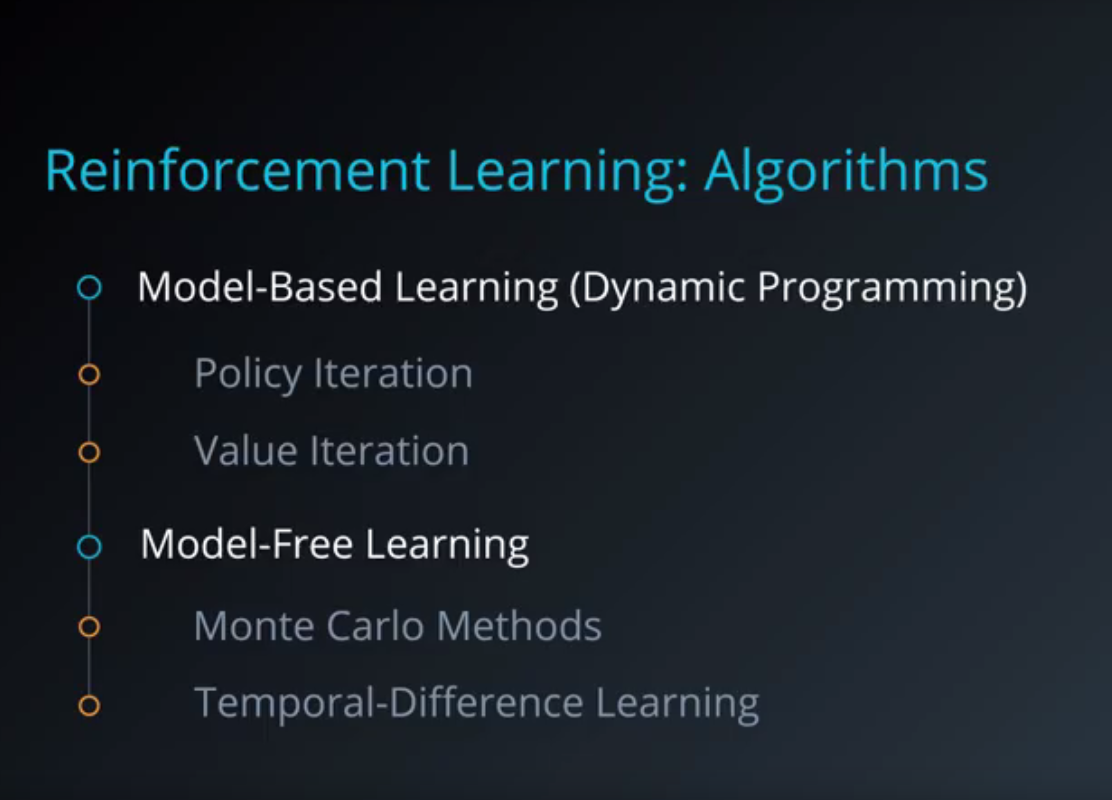 Reinforcement Learning: Algorithms
Model-Based Learning (Dynamic Programming)
Policy Iteration
Value Iteration
Model-Free Learning
Monte Carlo Methods
Temporal-Difference Learning